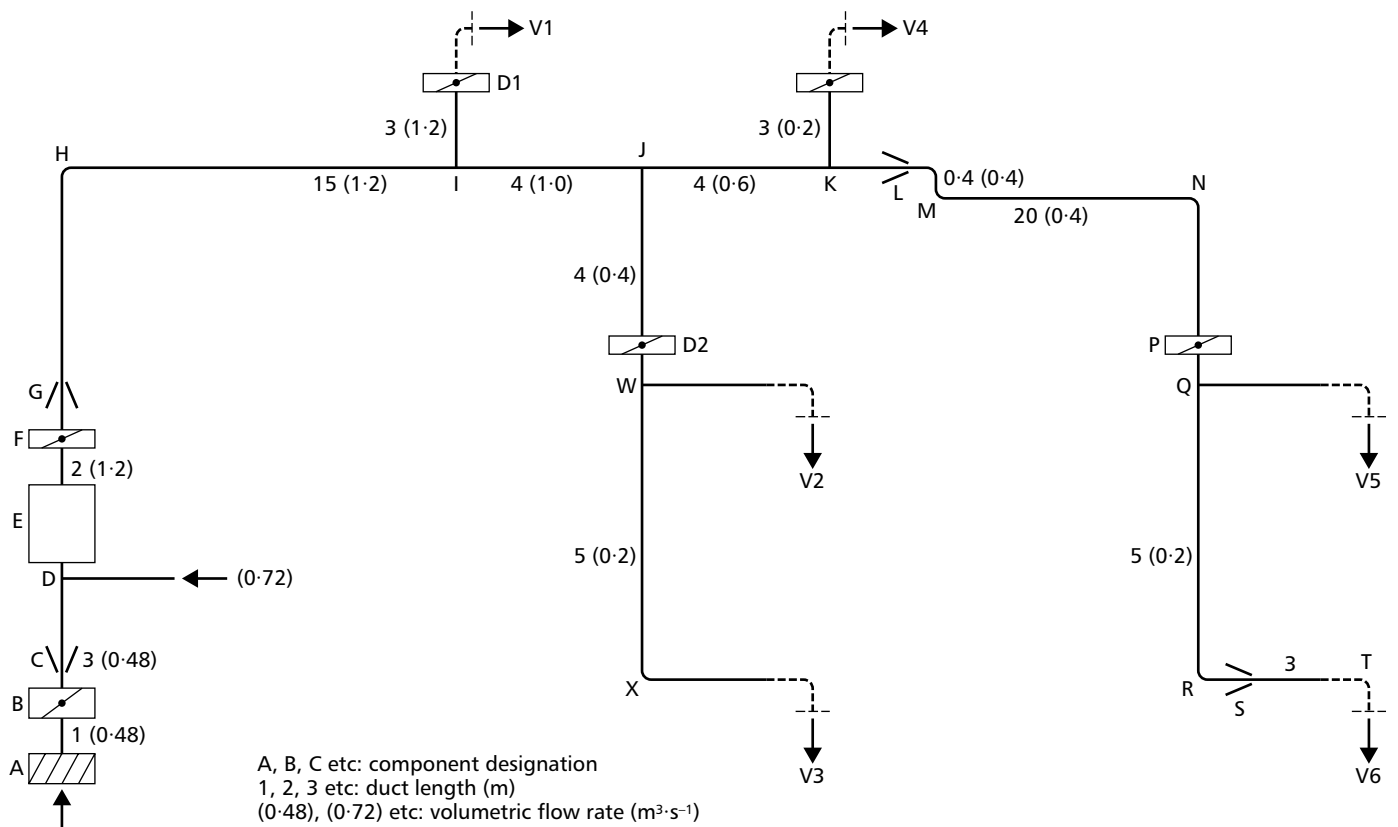 V1
V4
D1
3 (1·2)
3 (0·2)
H
J
N
15 (1·2)
I
4 (1·0)
4 (0·6)
K
L
0·4 (0·4)
M
20 (0·4)
4 (0·4)
D2
P
W
Q
G
F
2 (1·2)
V2
V5
E
5 (0·2)
5 (0·2)
D
(0·72)
C
3 (0·48)
X
R
S
3
T
B
1 (0·48)
A
V3
V6
A, B, C etc: component designation
1, 2, 3 etc: duct length (m)
(0·48), (0·72) etc: volumetric flow rate (m³·s⁻¹)